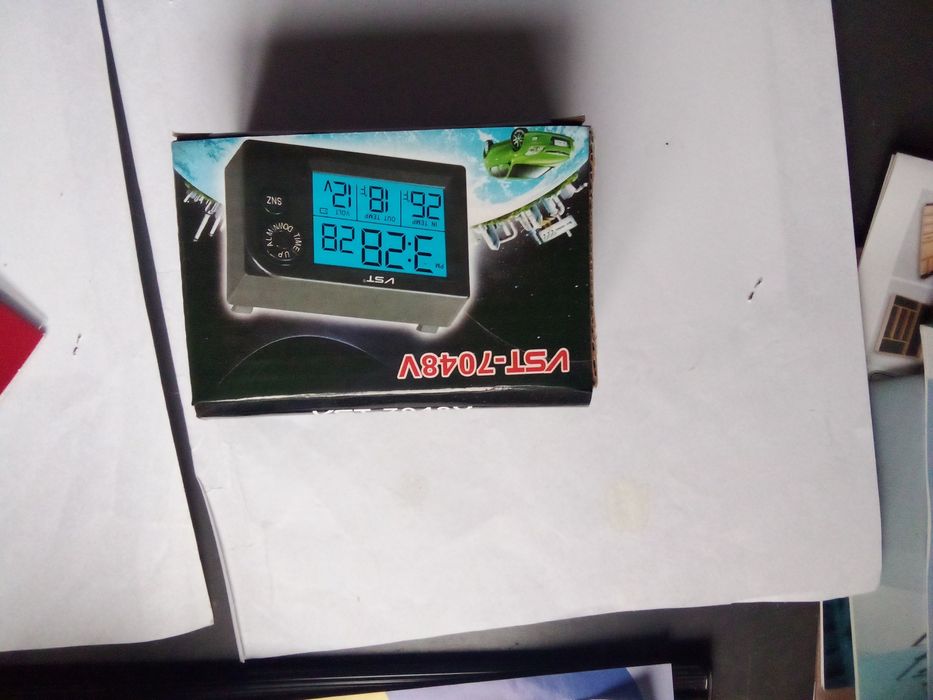 VST-7048V
VST®
PM 3:28 28
IN TEMP OUT TEMP VOLT
26 °F 18 °F 12V
UP TIME DOWN ALM
SNZ